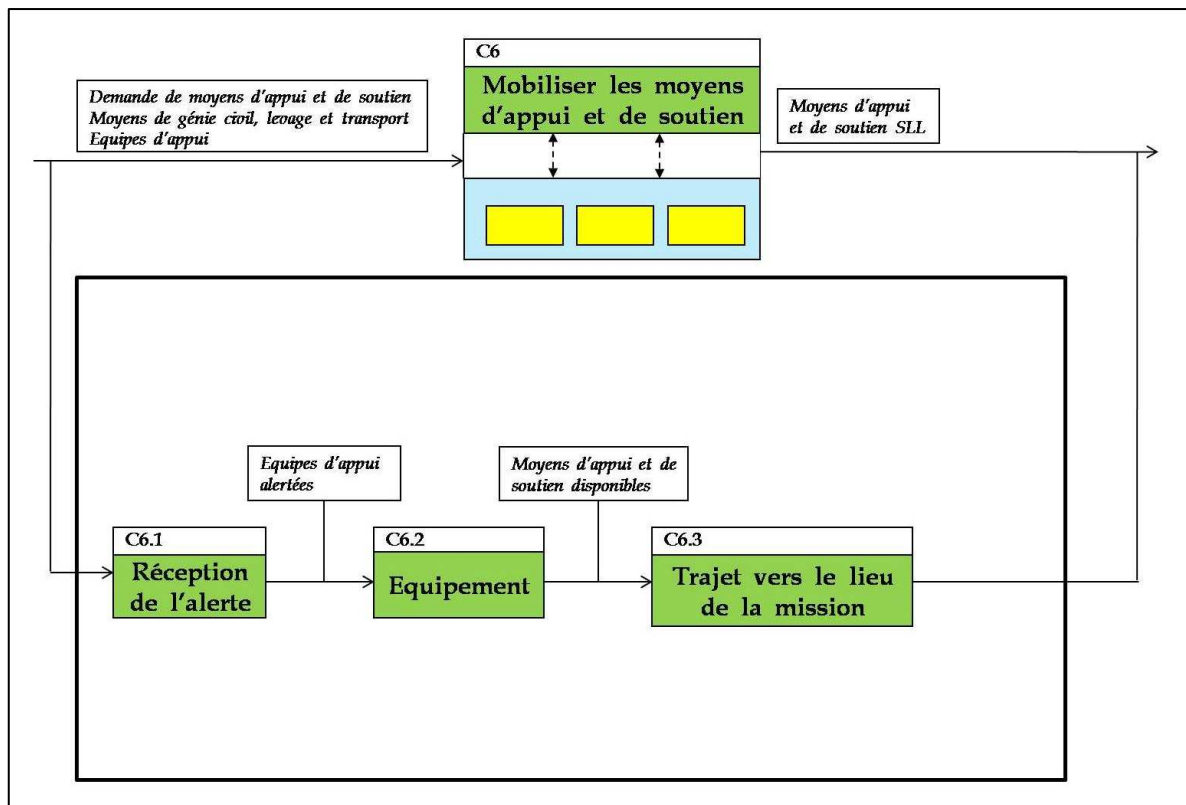 C6
Mobiliser les moyens
d'appui et de soutien
Demande de moyens d'appui et de soutien
Moyens de génie civil, levage et transport
Equipes d'appui
Moyens d'appui
et de soutien SLL
Equipes d'appui
alertées
Moyens d'appui et de
soutien disponibles
C6.1
Réception
de l'alerte
C6.2
Equipement
C6.3
Trajet vers le lieu
de la mission